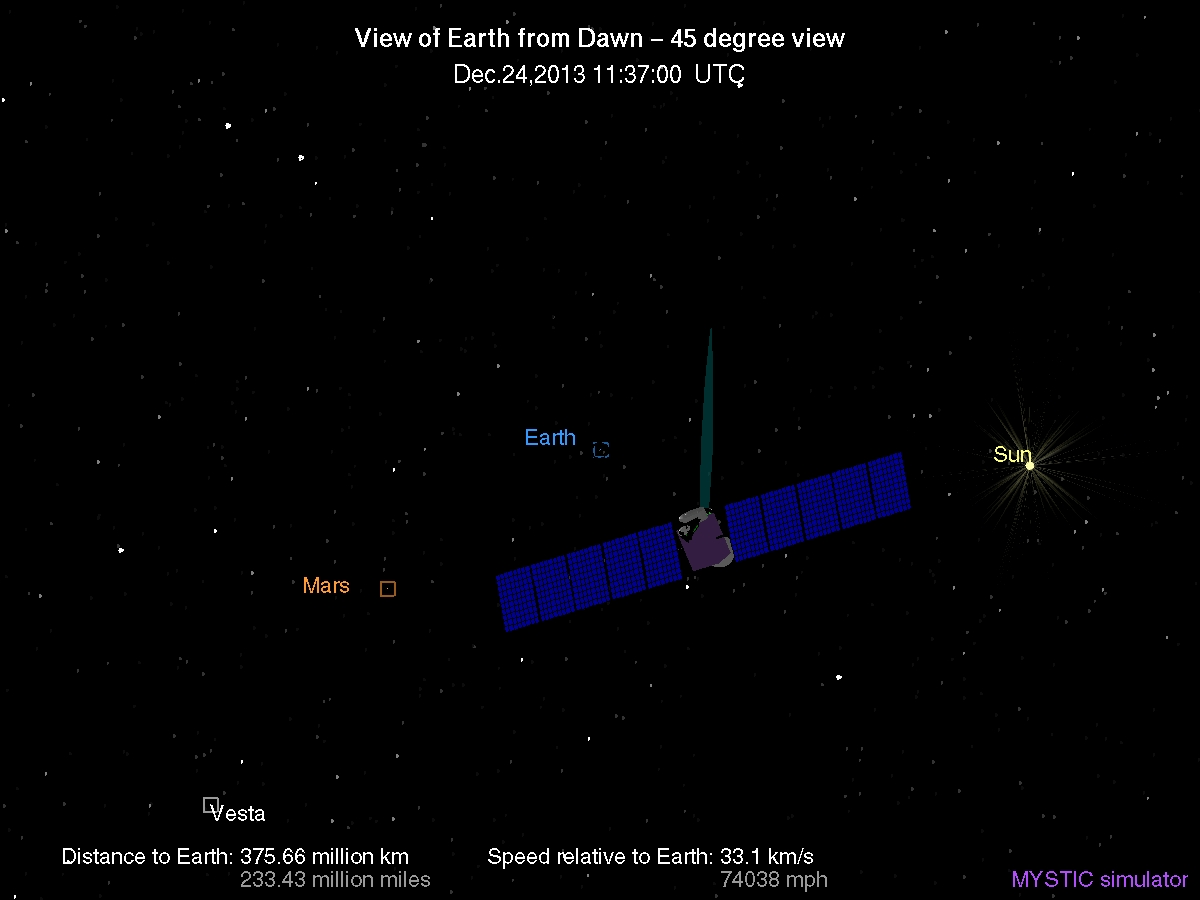 View of Earth from Dawn – 45 degree view
Dec.24,2013 11:37:00 UTC
Earth
Sun
Mars
Vesta
Distance to Earth: 375.66 million km
233.43 million miles
Speed relative to Earth: 33.1 km/s
74038 mph
MYSTIC simulator